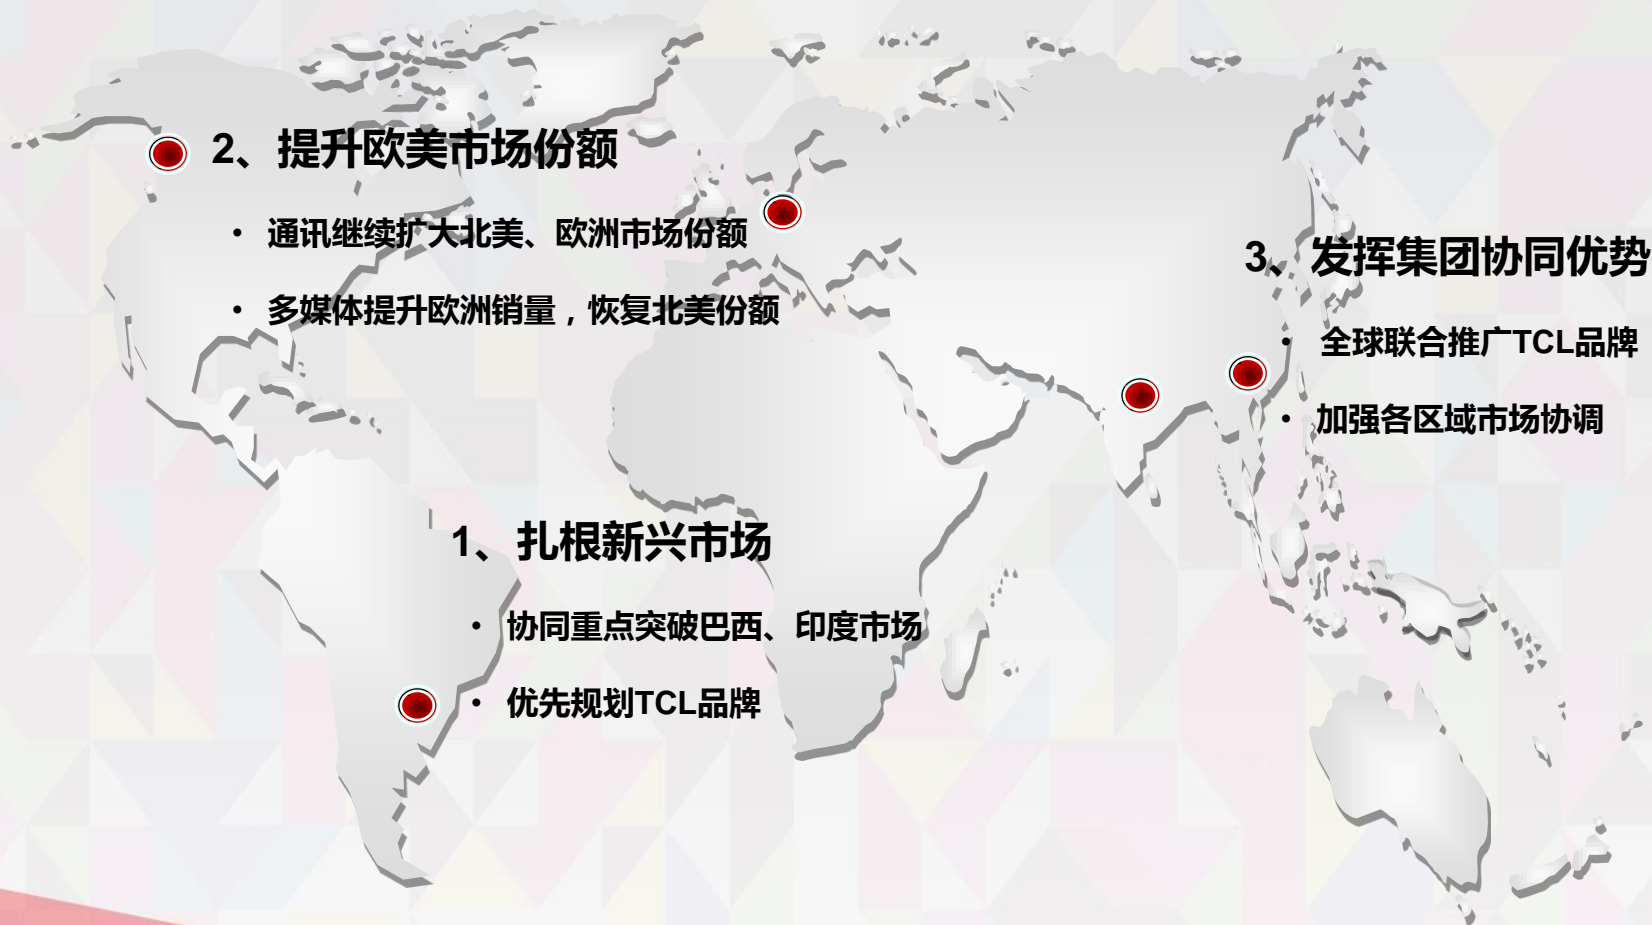 2、提升欧美市场份额
• 通讯继续扩大北美、欧洲市场份额
• 多媒体提升欧洲销量，恢复北美份额
3、发挥集团协同优势
• 全球联合推广TCL品牌
• 加强各区域市场协调
1、扎根新兴市场
• 协同重点突破巴西、印度市场
• 优先规划TCL品牌